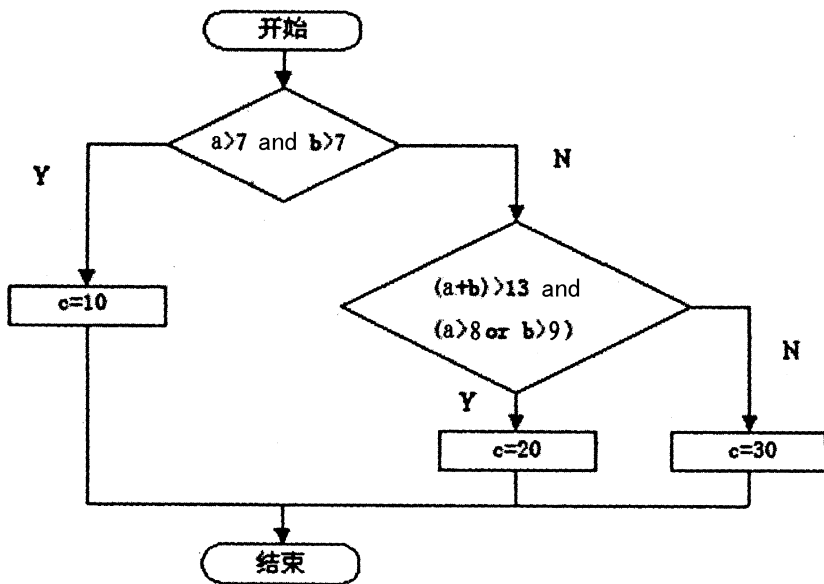 开始
a>7 and b>7
Y
N
c=10
(a+b)>13 and
(a>8 or b>9)
Y
N
c=20
c=30
结束